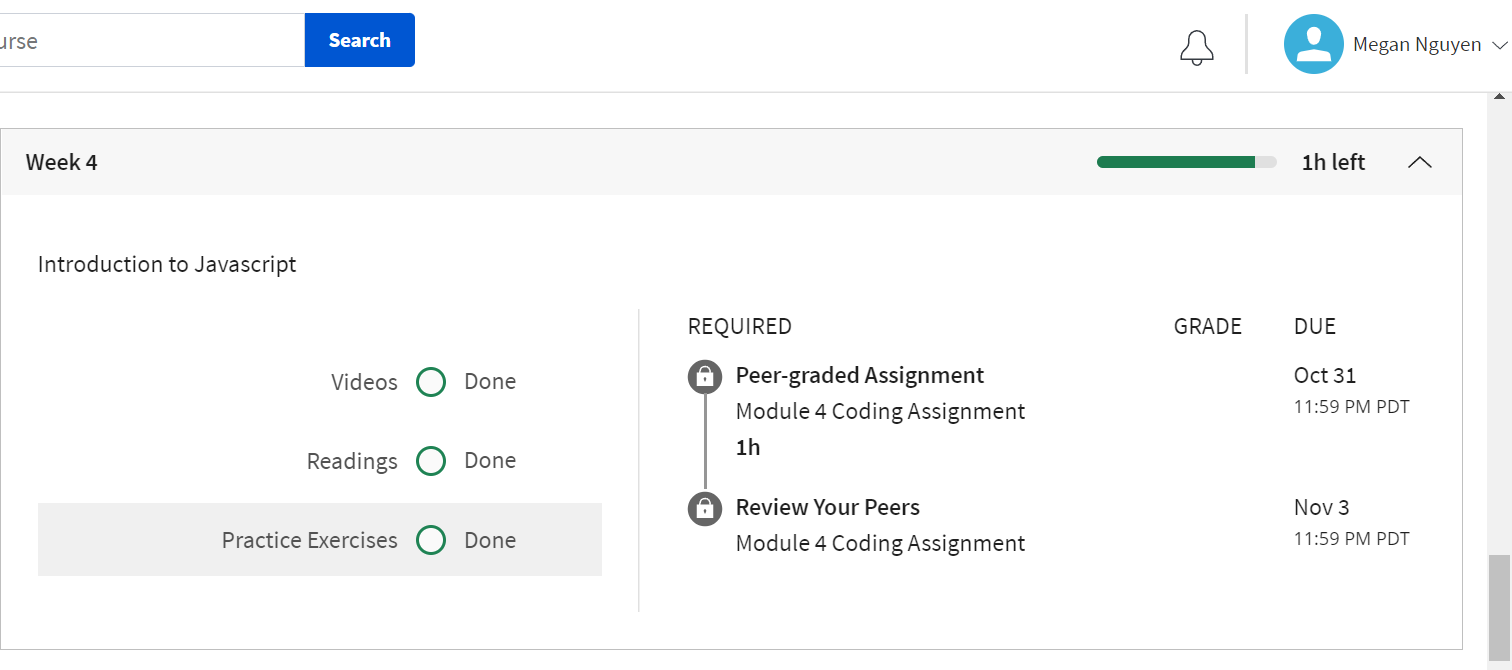 Search
Megan Nguyen
Week 4
1h left
Introduction to Javascript
Videos Done
Readings Done
Practice Exercises Done
REQUIRED GRADE DUE
Peer-graded Assignment Oct 31
Module 4 Coding Assignment 11:59 PM PDT
1h
Review Your Peers Nov 3
Module 4 Coding Assignment 11:59 PM PDT